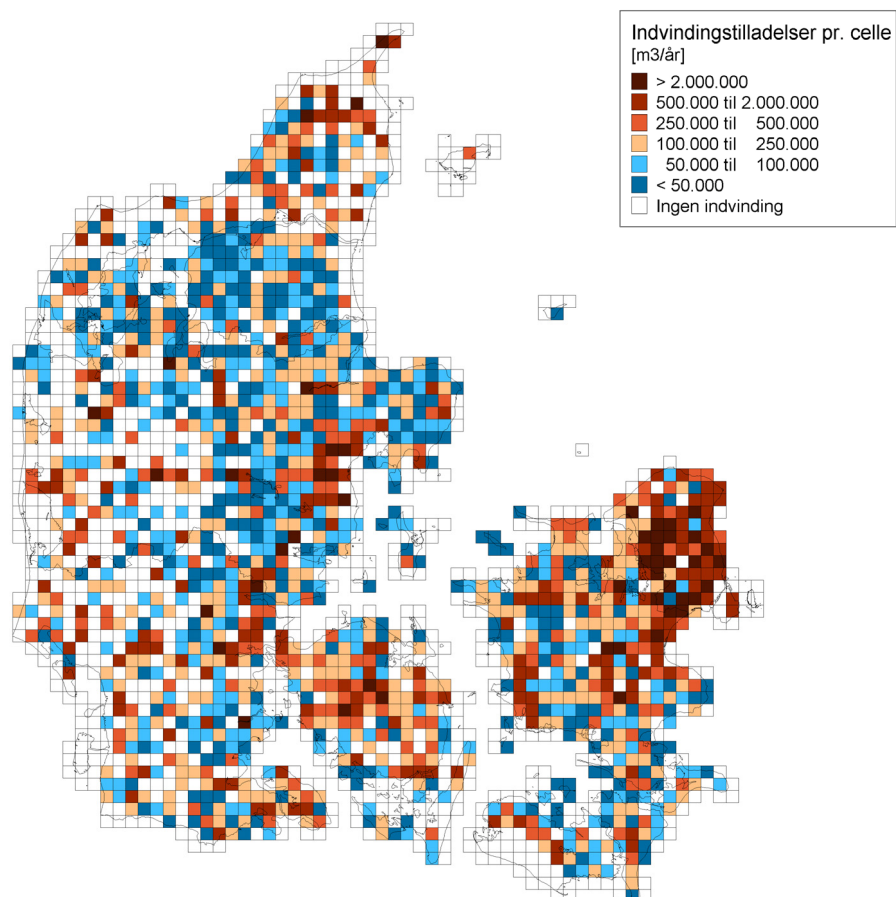 Indvindingstilladelser pr. celle
[m3/år]
> 2.000.000
500.000 til 2.000.000
250.000 til 500.000
100.000 til 250.000
50.000 til 100.000
< 50.000
Ingen indvinding